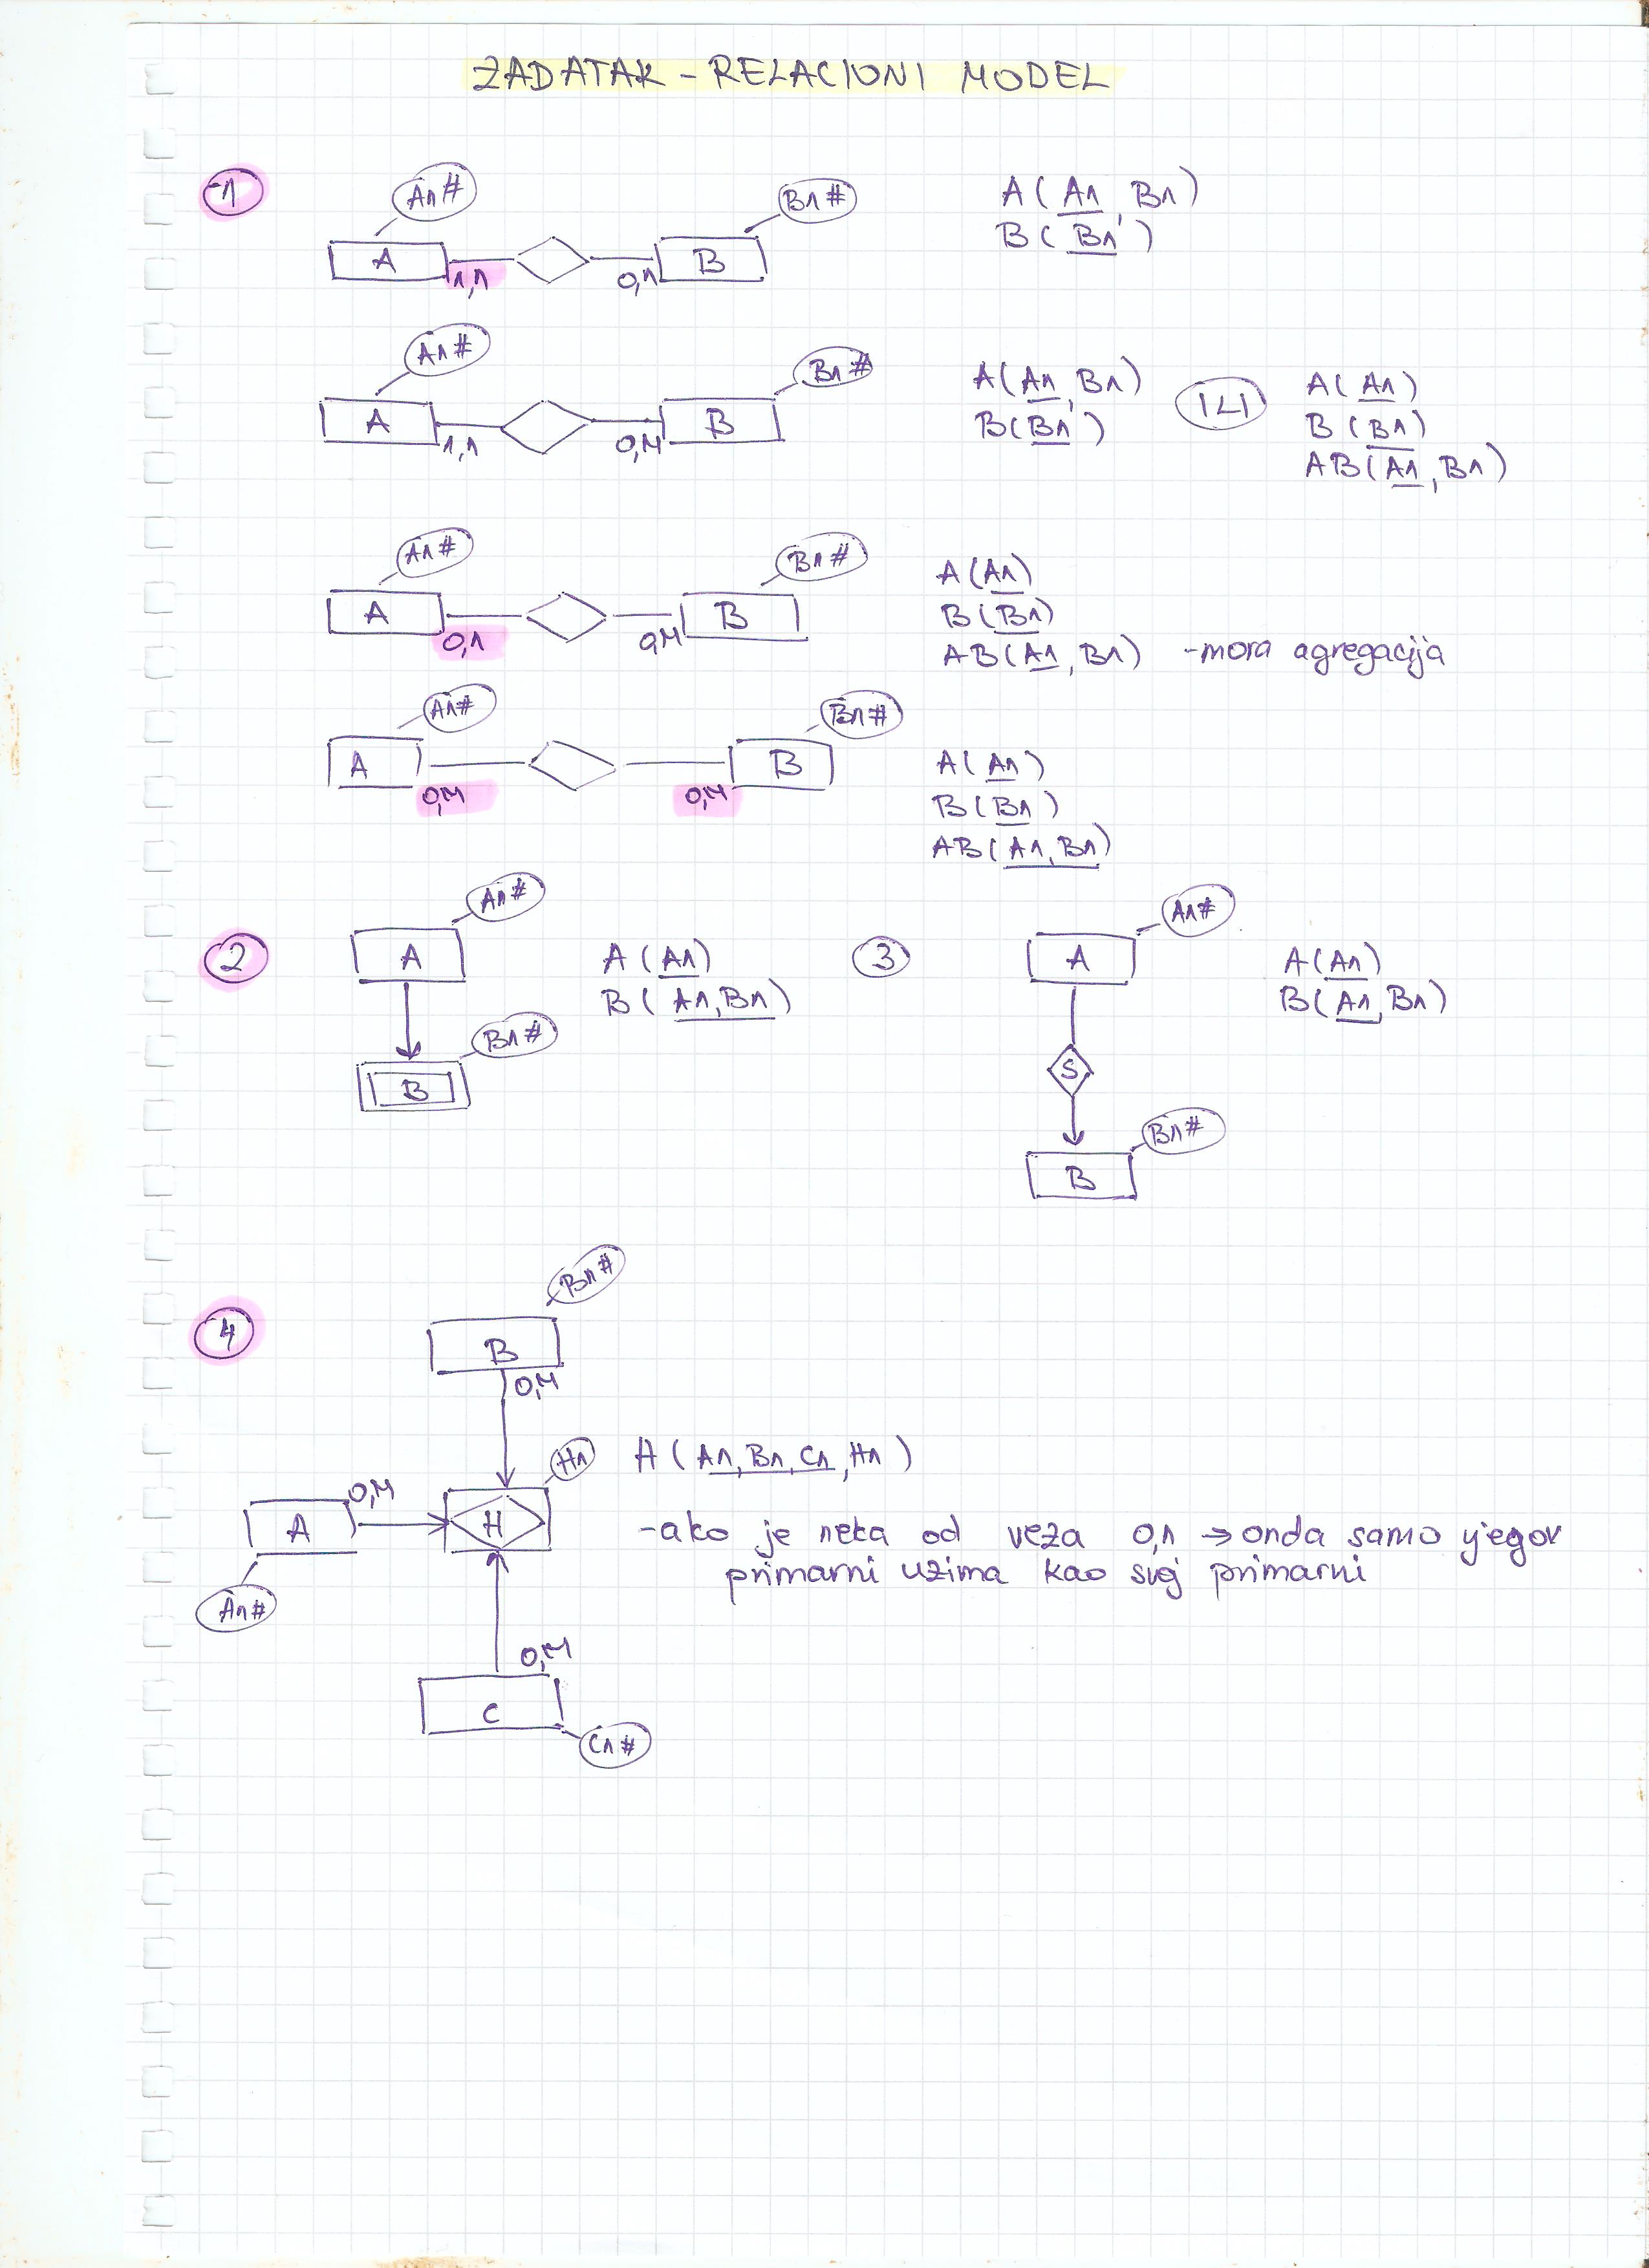 ZADATAK - RELACIONI MODEL
1
A1# B1#
A B
1,1 0,1
A(A1, B1)
B(B1)
A1# B1#
A B
1,1 0,M
A(A1, B1)
B(B1)
ILI
A(A1)
B(B1)
AB(A1, B1)
A1# B1#
A B
0,1 0,M
A(A1)
B(B1)
AB(A1, B1) - mora agregacija
A1# B1#
A B
0,M 0,M
A(A1)
B(B1)
AB(A1, B1)
2
A1#
A
B1#
B
A(A1)
B(A1, B1)
3
A1#
A
S
B1#
B
A(A1)
B(A1, B1)
4
B1#
B
0,M
H1
H(A1, B1, C1, H1)
0,M
A H
A1#
0,M
C
C1#
- ako je neka od veza 0,1 → onda samo njegov
primarni uzima kao svoj primarni